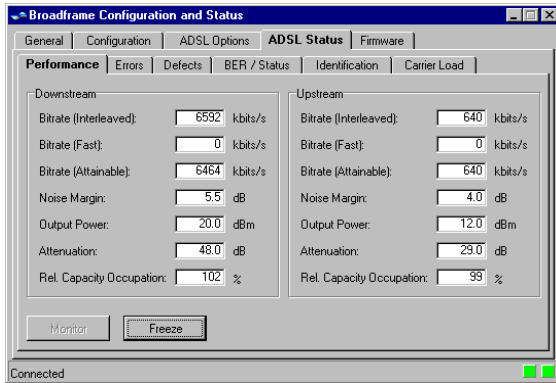 Broadframe Configuration and Status
General Configuration ADSL Options ADSL Status Firmware
Performance Errors Defects BER / Status Identification Carrier Load
Downstream
Bitrate (Interleaved): 6592 kbits/s
Bitrate (Fast): 0 kbits/s
Bitrate (Attainable): 6464 kbits/s
Noise Margin: 5.5 dB
Output Power: 20.0 dBm
Attenuation: 48.0 dB
Rel. Capacity Occupation: 102 %
Upstream
Bitrate (Interleaved): 640 kbits/s
Bitrate (Fast): 0 kbits/s
Bitrate (Attainable): 640 kbits/s
Noise Margin: 4.0 dB
Output Power: 12.0 dBm
Attenuation: 29.0 dB
Rel. Capacity Occupation: 99 %
Monitor Freeze
Connected